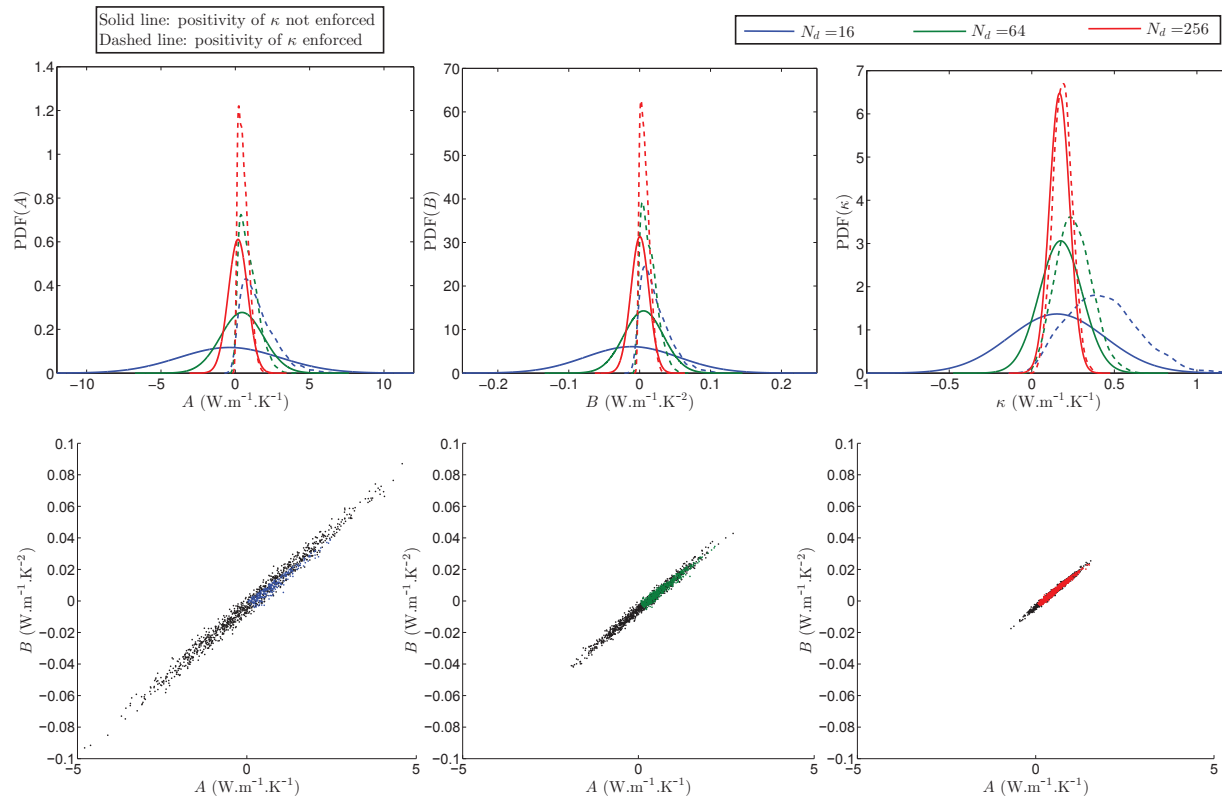 Solid line: positivity of κ not enforced
Dashed line: positivity of κ enforced
N_d =16 N_d =64 N_d =256
PDF(A)
1.4
1.2
1
0.8
0.6
0.4
0.2
0
−10 −5 0 5 10
A (W.m⁻¹.K⁻¹)
PDF(B)
70
60
50
40
30
20
10
0
−0.2 −0.1 0 0.1 0.2
B (W.m⁻¹.K⁻²)
PDF(κ)
7
6
5
4
3
2
1
0
−1 −0.5 0 0.5 1
κ (W.m⁻¹.K⁻¹)
B (W.m⁻¹.K⁻²)
0.1
0.08
0.06
0.04
0.02
0
−0.02
−0.04
−0.06
−0.08
−0.1
−5 0 5
A (W.m⁻¹.K⁻¹)
B (W.m⁻¹.K⁻²)
0.1
0.08
0.06
0.04
0.02
0
−0.02
−0.04
−0.06
−0.08
−0.1
−5 0 5
A (W.m⁻¹.K⁻¹)
B (W.m⁻¹.K⁻²)
0.1
0.08
0.06
0.04
0.02
0
−0.02
−0.04
−0.06
−0.08
−0.1
−5 0 5
A (W.m⁻¹.K⁻¹)